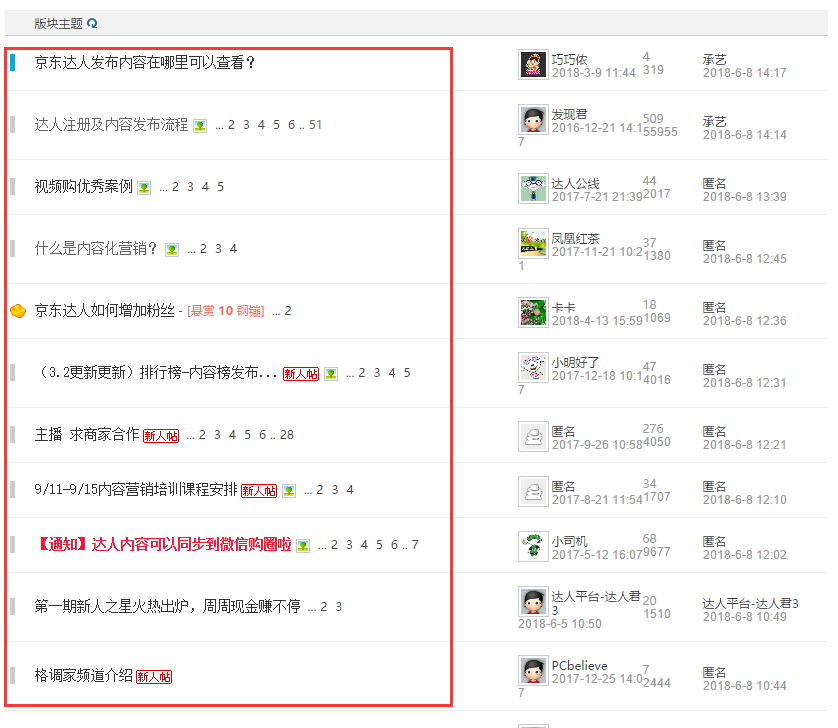 版块主题
京东达人发布内容在哪里可以查看？
巧巧侬
2018-3-9 11:44
4
319
承艺
2018-6-8 14:17
达人注册及内容发布流程 ... 2 3 4 5 6 .. 51
发现君
2016-12-21 14:1
7
509
55955
承艺
2018-6-8 14:14
视频购优秀案例 ... 2 3 4 5
达人公线
2017-7-21 21:39
44
2017
匿名
2018-6-8 13:39
什么是内容化营销？ ... 2 3 4
凤凰红茶
2017-11-21 10:2
1
37
1380
匿名
2018-6-8 12:45
京东达人如何增加粉丝 - [悬赏 10 钢镚] ... 2
卡卡
2018-4-13 15:59
18
1069
匿名
2018-6-8 12:36
（3.2更新更新）排行榜-内容榜发布... 新人帖 ... 2 3 4 5
小明好了
2017-12-18 10:1
7
47
4016
匿名
2018-6-8 12:31
主播 求商家合作 新人帖 ... 2 3 4 5 6 .. 28
匿名
2017-9-26 10:58
276
4050
匿名
2018-6-8 12:21
9/11-9/15内容营销培训课程安排 新人帖 ... 2 3 4
匿名
2017-8-21 11:54
34
1707
匿名
2018-6-8 12:10
【通知】达人内容可以同步到微信购圈啦 ... 2 3 4 5 6 .. 7
小司机
2017-5-12 16:07
68
9677
匿名
2018-6-8 12:02
第一期新人之星火热出炉，周周现金赚不停 ... 2 3
达人平台-达人君
3
2018-6-5 10:50
20
1510
达人平台-达人君3
2018-6-8 10:49
格调家频道介绍 新人帖
PCbelieve
2017-12-25 14:0
7
7
2444
匿名
2018-6-8 10:44